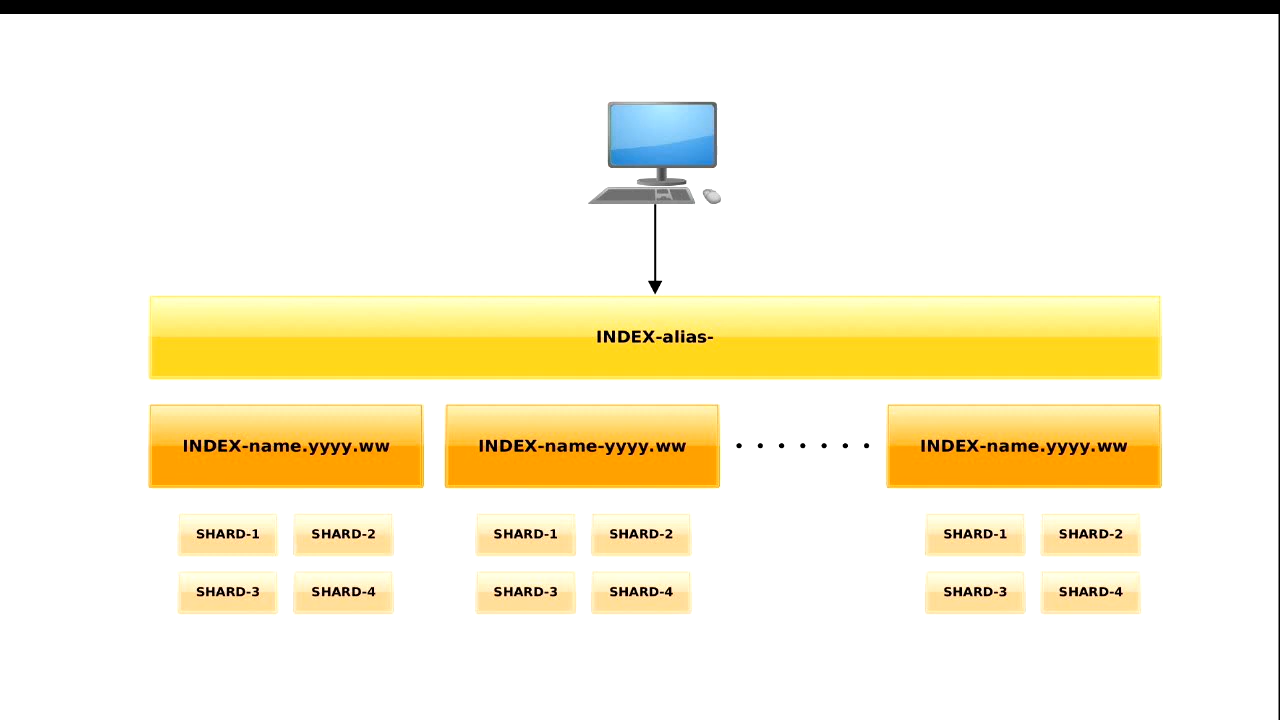 INDEX-alias-
INDEX-name.yyyy.ww
INDEX-name-yyyy.ww
INDEX-name.yyyy.ww
SHARD-1
SHARD-2
SHARD-1
SHARD-2
SHARD-1
SHARD-2
SHARD-3
SHARD-4
SHARD-3
SHARD-4
SHARD-3
SHARD-4